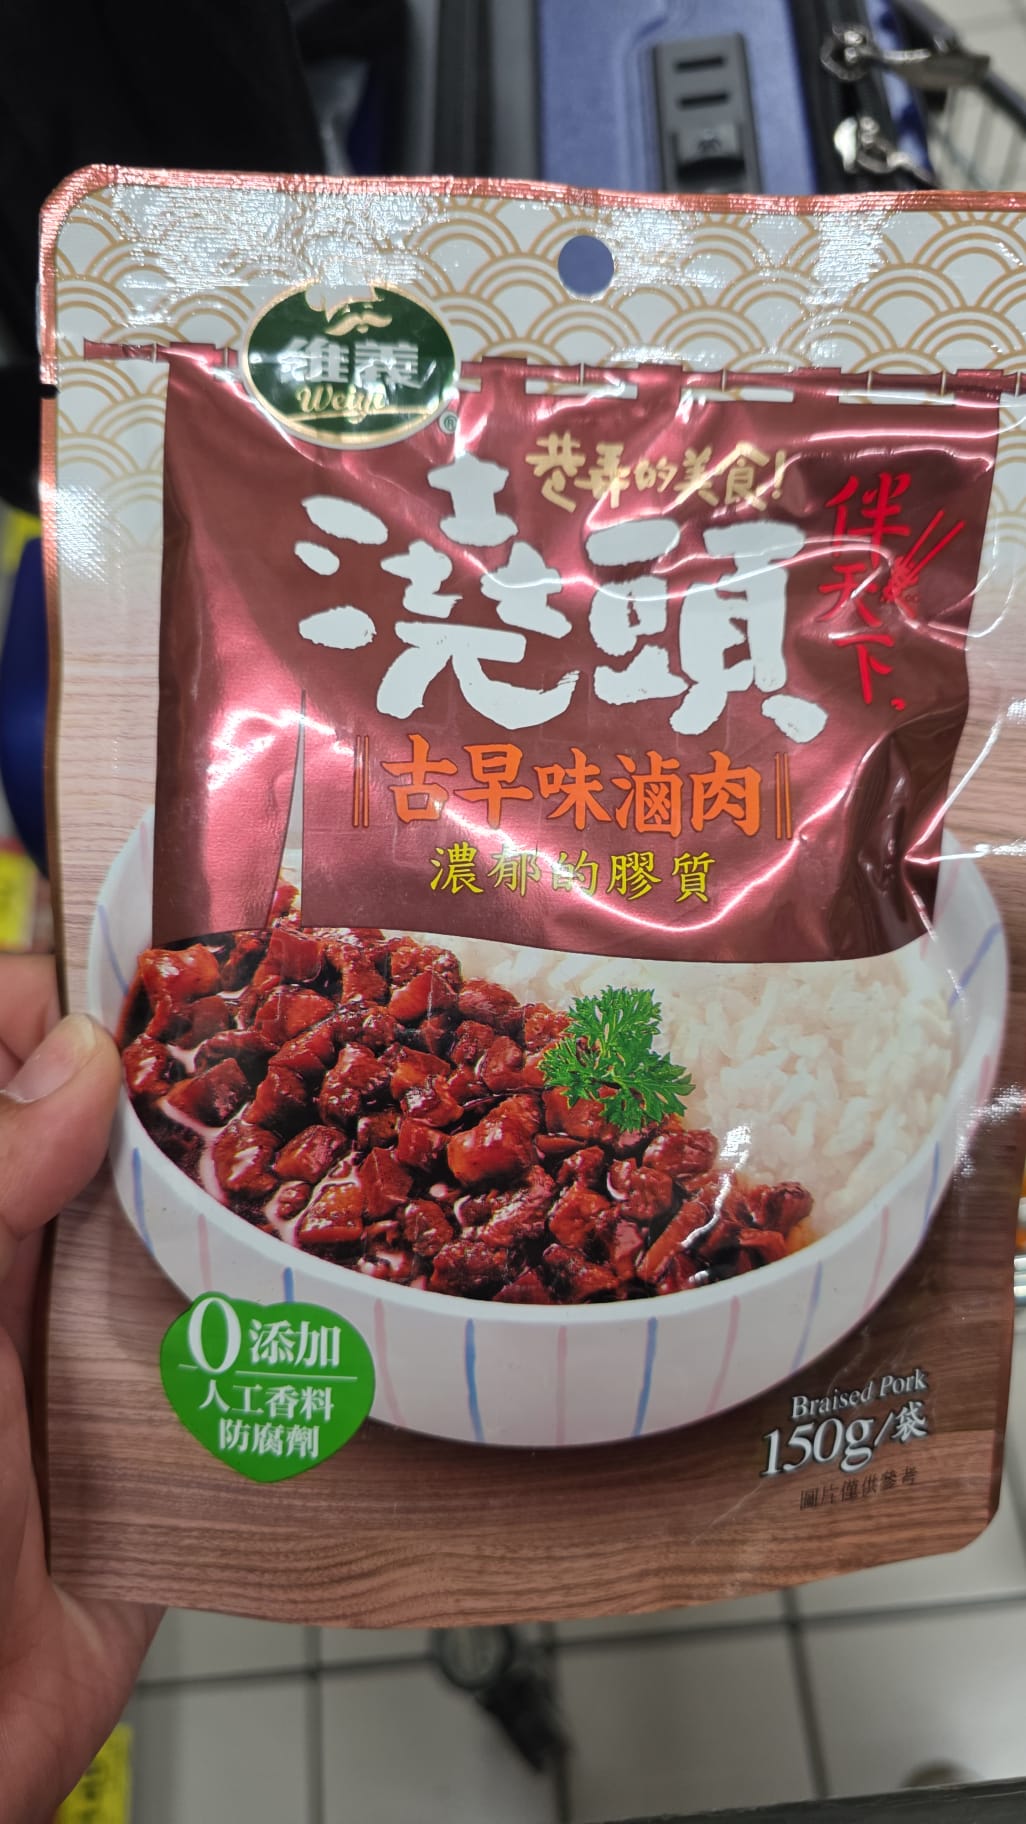 維義
Weiyi
®
巷弄的美食!
澆頭
伴天下
古早味滷肉
濃郁的膠質
0添加
人工香料
防腐劑
Braised Pork
150g/袋
圖片僅供參考